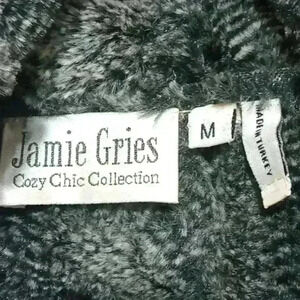 Jamie Gries
Cozy Chic Collection
M
MADE IN TURKEY